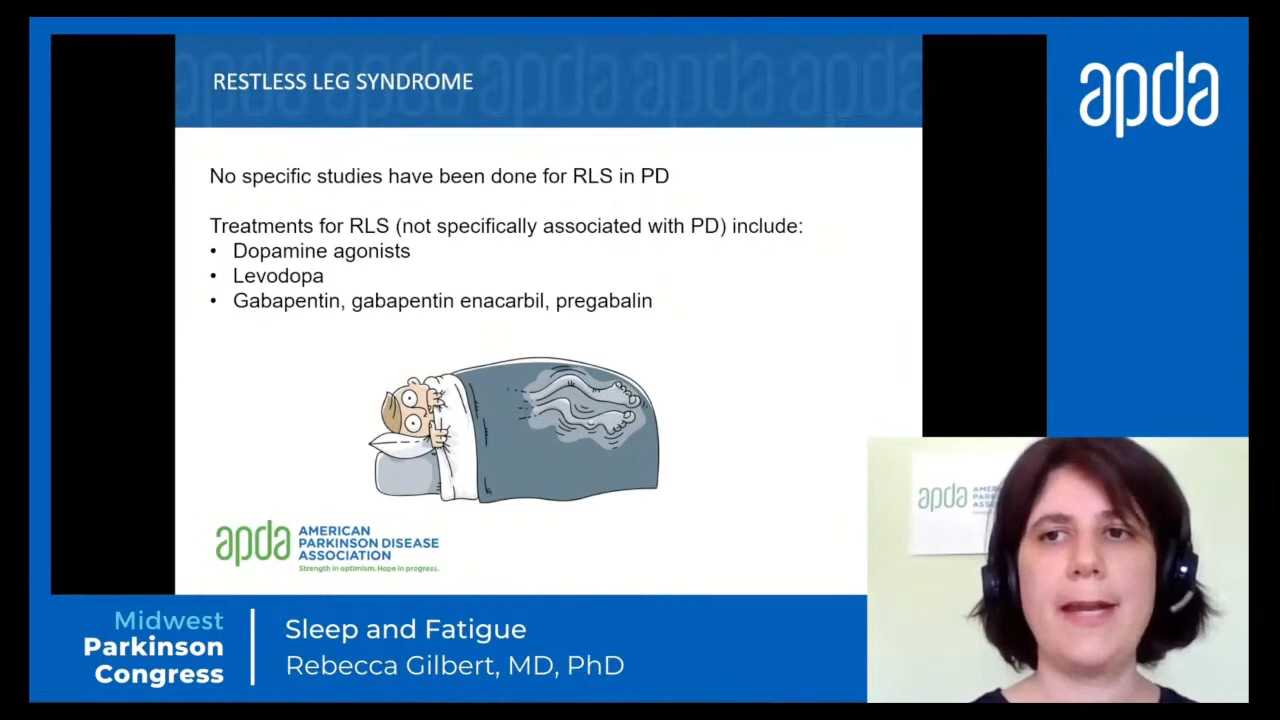 RESTLESS LEG SYNDROME
apda
No specific studies have been done for RLS in PD
Treatments for RLS (not specifically associated with PD) include:
• Dopamine agonists
• Levodopa
• Gabapentin, gabapentin enacarbil, pregabalin
apda AMERICAN
PARKINSON DISEASE
ASSOCIATION
Strength in optimism. Hope in progress.
apda
Midwest
Parkinson
Congress
Sleep and Fatigue
Rebecca Gilbert, MD, PhD